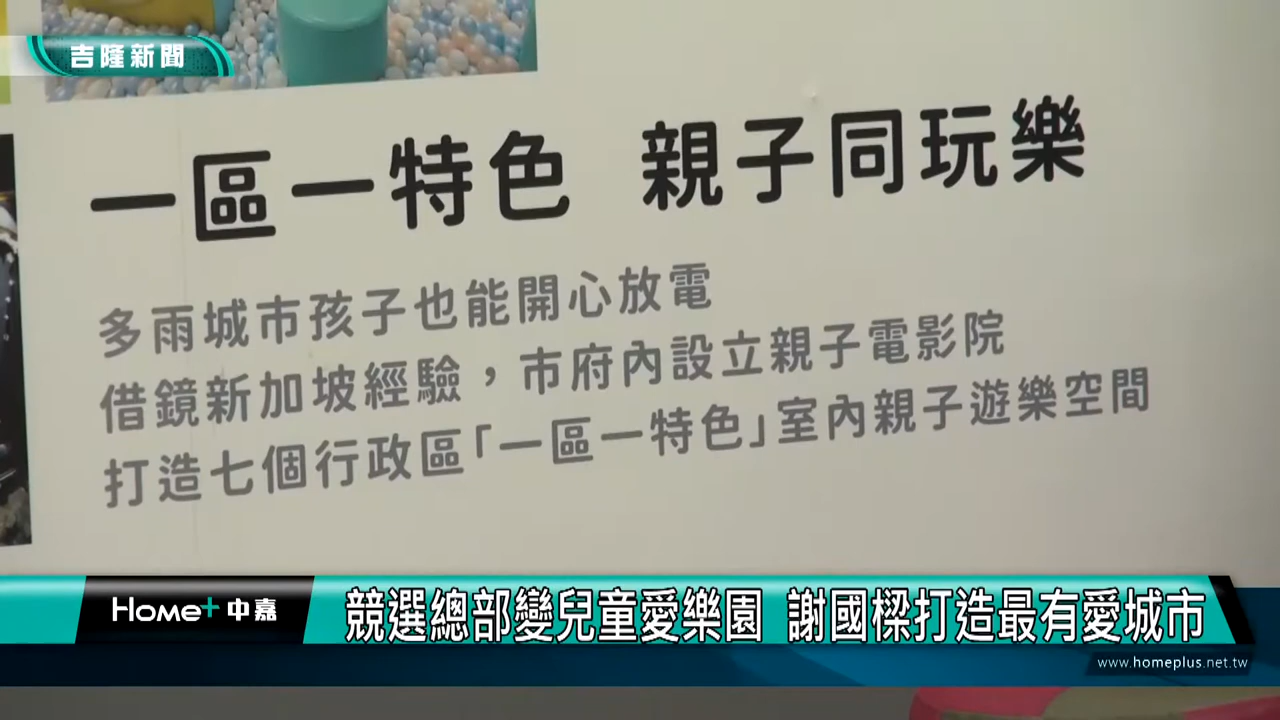 吉隆新聞
一區一特色 親子同玩樂
多雨城市孩子也能開心放電
借鏡新加坡經驗，市府內設立親子電影院
打造七個行政區「一區一特色」室內親子遊樂空間
Home+中嘉
競選總部變兒童愛樂園 謝國樑打造最有愛城市
www.homeplus.net.tw